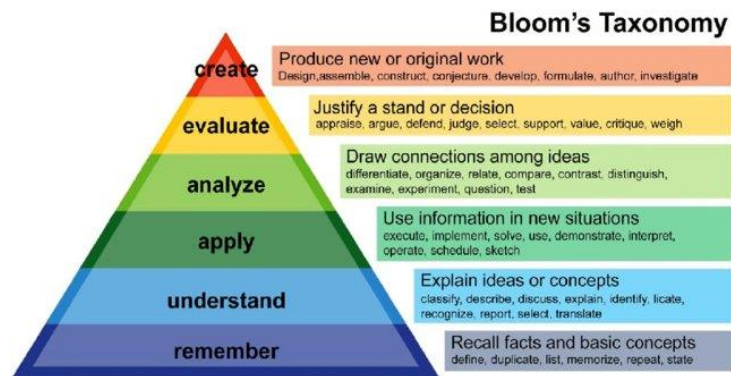 Bloom's Taxonomy
create
Produce new or original work
Design,assemble, construct, conjecture, develop, formulate, author, investigate
evaluate
Justify a stand or decision
appraise, argue, defend, judge, select, support, value, critique, weigh
analyze
Draw connections among ideas
differentiate, organize, relate, compare, contrast, distinguish,
examine, experiment, question, test
apply
Use information in new situations
execute, implement, solve, use, demonstrate, interpret,
operate, schedule, sketch
understand
Explain ideas or concepts
classify, describe, discuss, explain, identify, licate,
recognize, report, select, translate
remember
Recall facts and basic concepts
define, duplicate, list, memorize, repeat, state